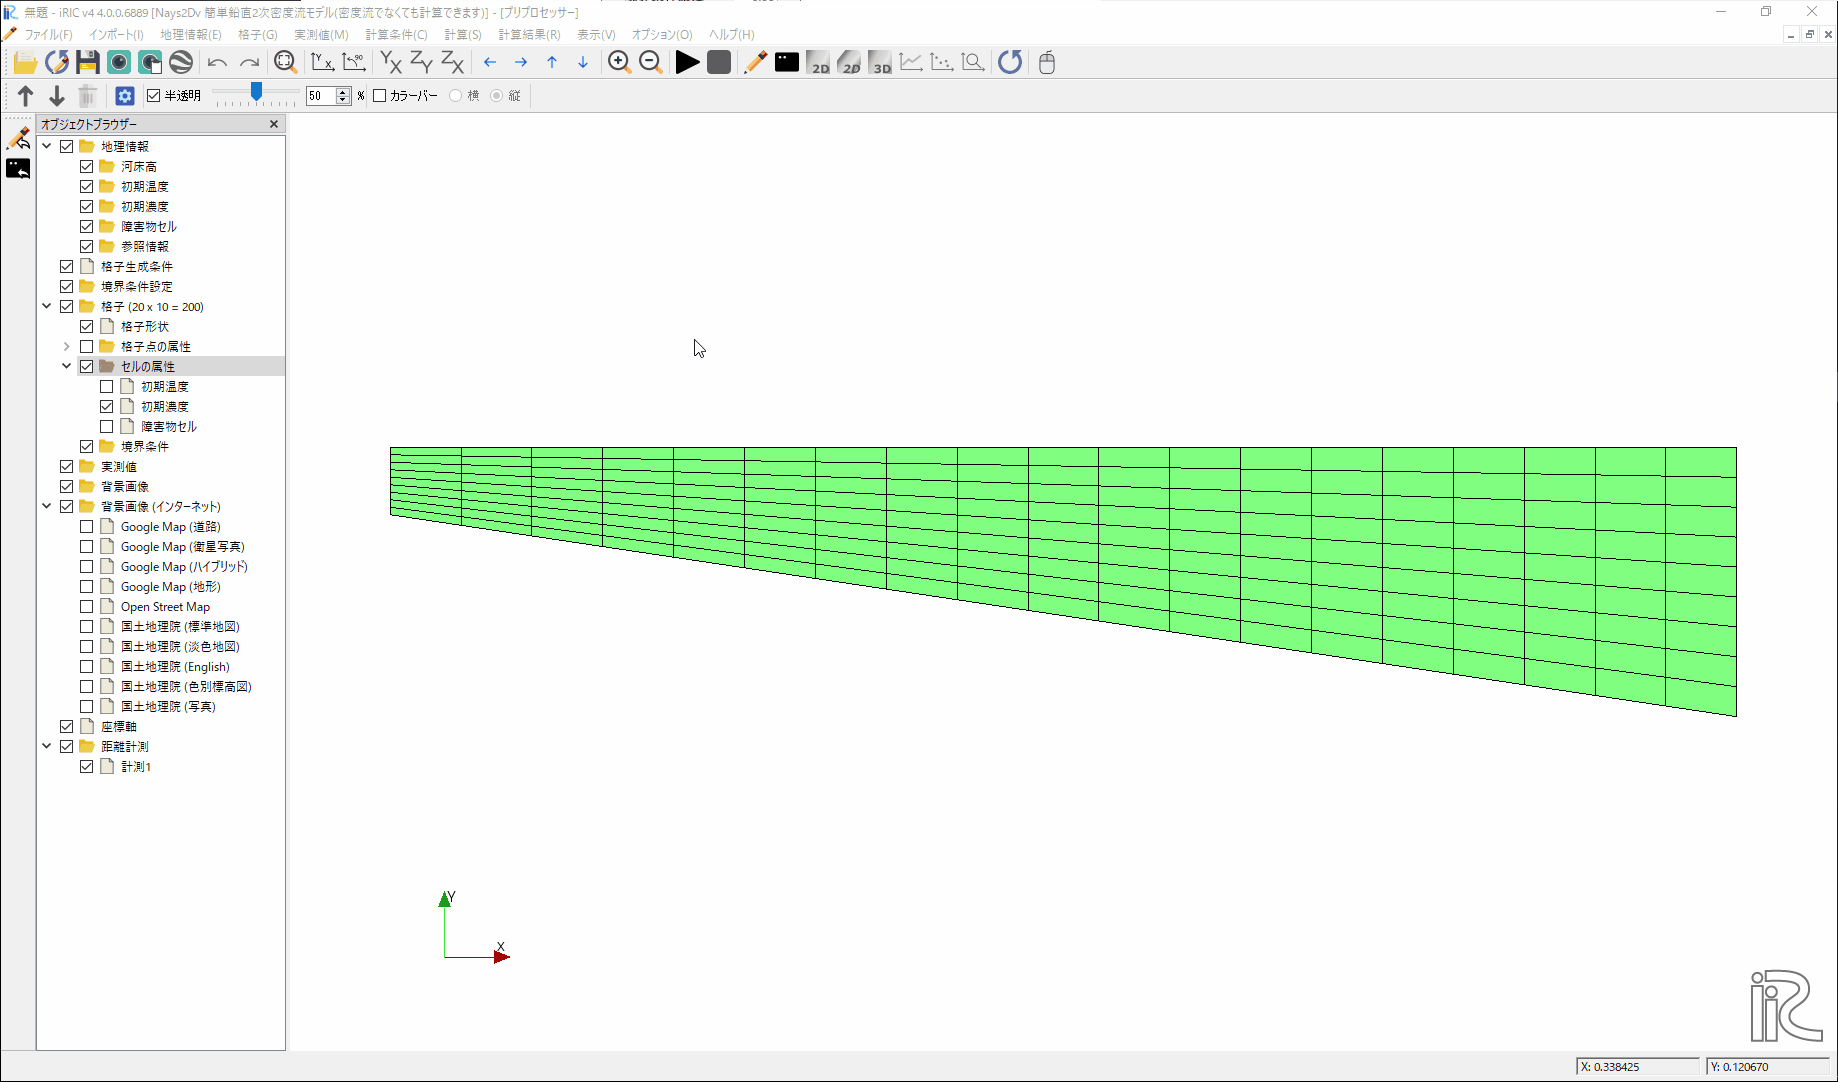 無題 - iRIC v4 4.0.0.6889 [Nays2Dv 簡単鉛直2次密度流モデル(密度流でなくても計算できます)] - [プリプロセッサー]
ファイル(F) インポート(I) 地理情報(E) 格子(G) 実測値(M) 計算条件(C) 計算(S) 計算結果(R) 表示(V) オプション(O) ヘルプ(H)
Y X -90 YX ZY ZX 2D 2D 3D
半透明 50 % カラーバー 横 縦
オブジェクトブラウザー
地理情報
河床高
初期温度
初期濃度
障害物セル
参照情報
格子生成条件
境界条件設定
格子 (20 x 10 = 200)
格子形状
格子点の属性
セルの属性
初期温度
初期濃度
障害物セル
境界条件
実測値
背景画像
背景画像 (インターネット)
Google Map (道路)
Google Map (衛星写真)
Google Map (ハイブリッド)
Google Map (地形)
Open Street Map
国土地理院 (標準地図)
国土地理院 (淡色地図)
国土地理院 (English)
国土地理院 (色別標高図)
国土地理院 (写真)
座標軸
距離計測
計測1
Y
X
iRIC
X: 0.338425 Y: 0.120670